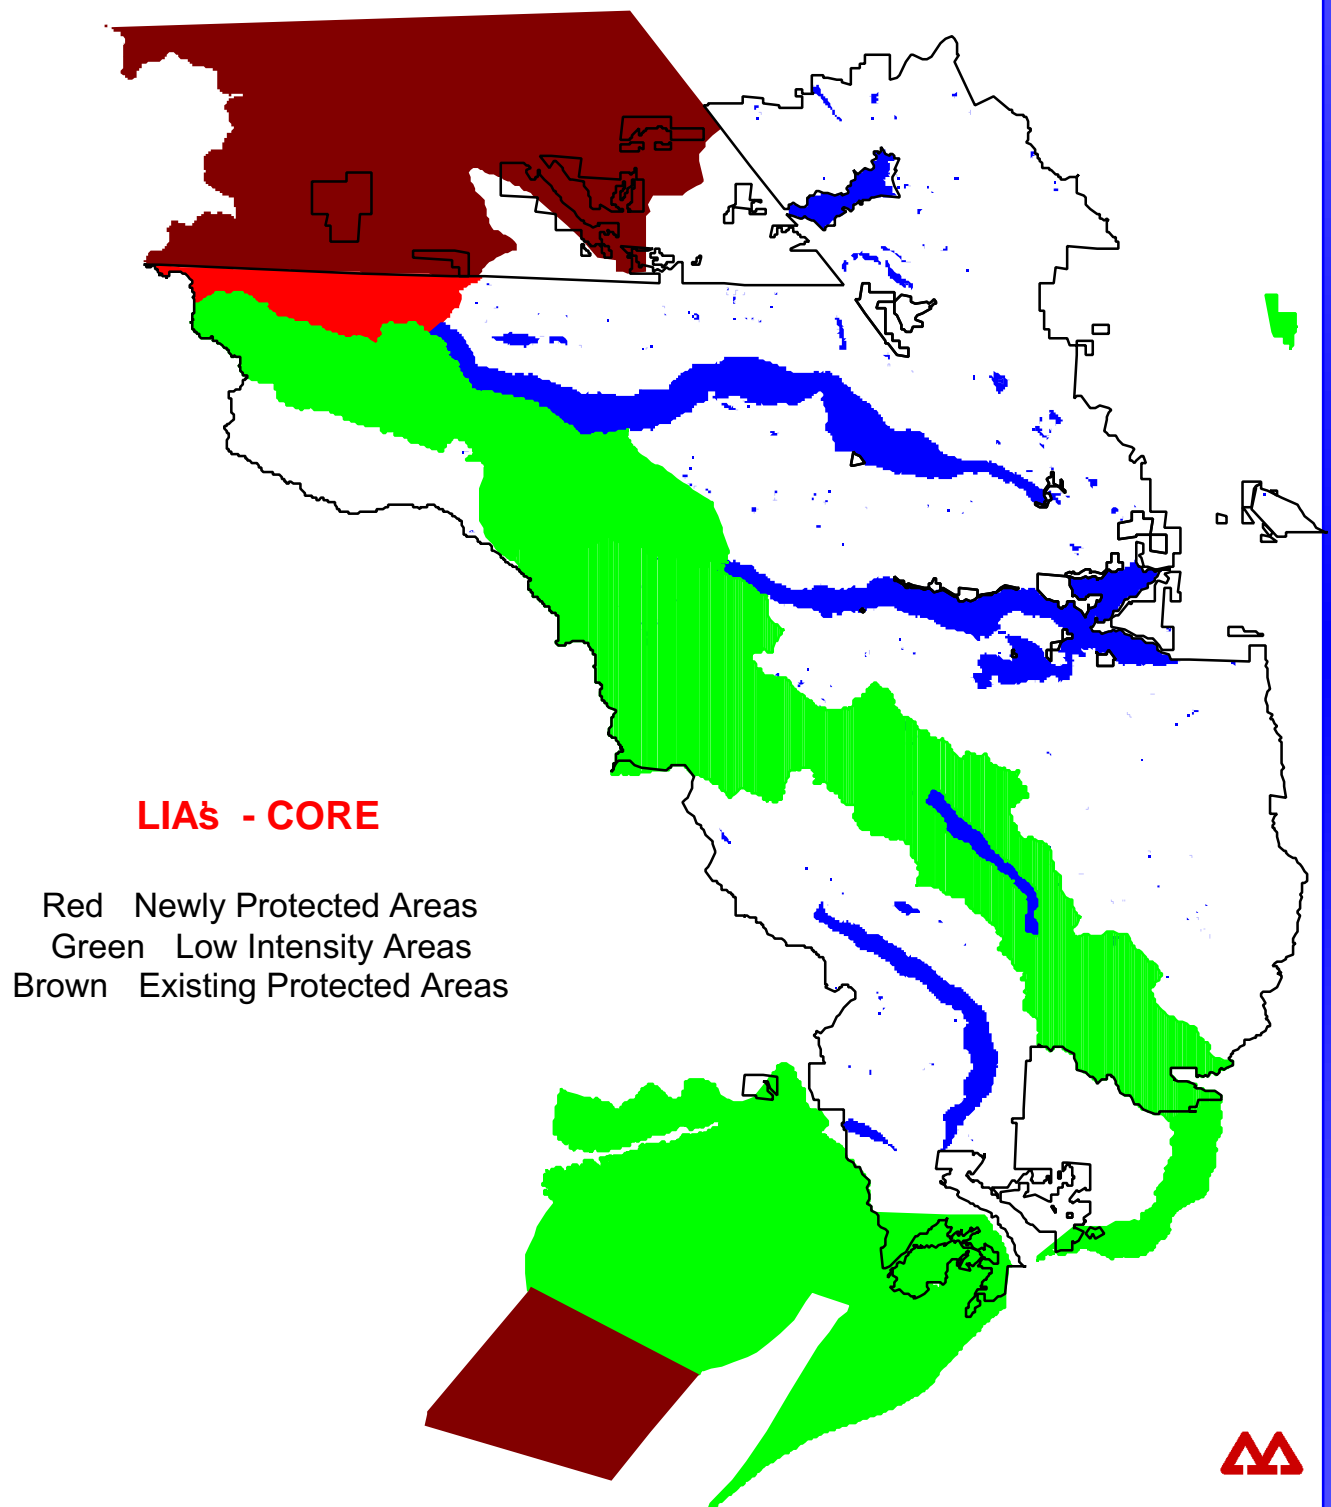 LIA's - CORE
Red Newly Protected Areas
Green Low Intensity Areas
Brown Existing Protected Areas